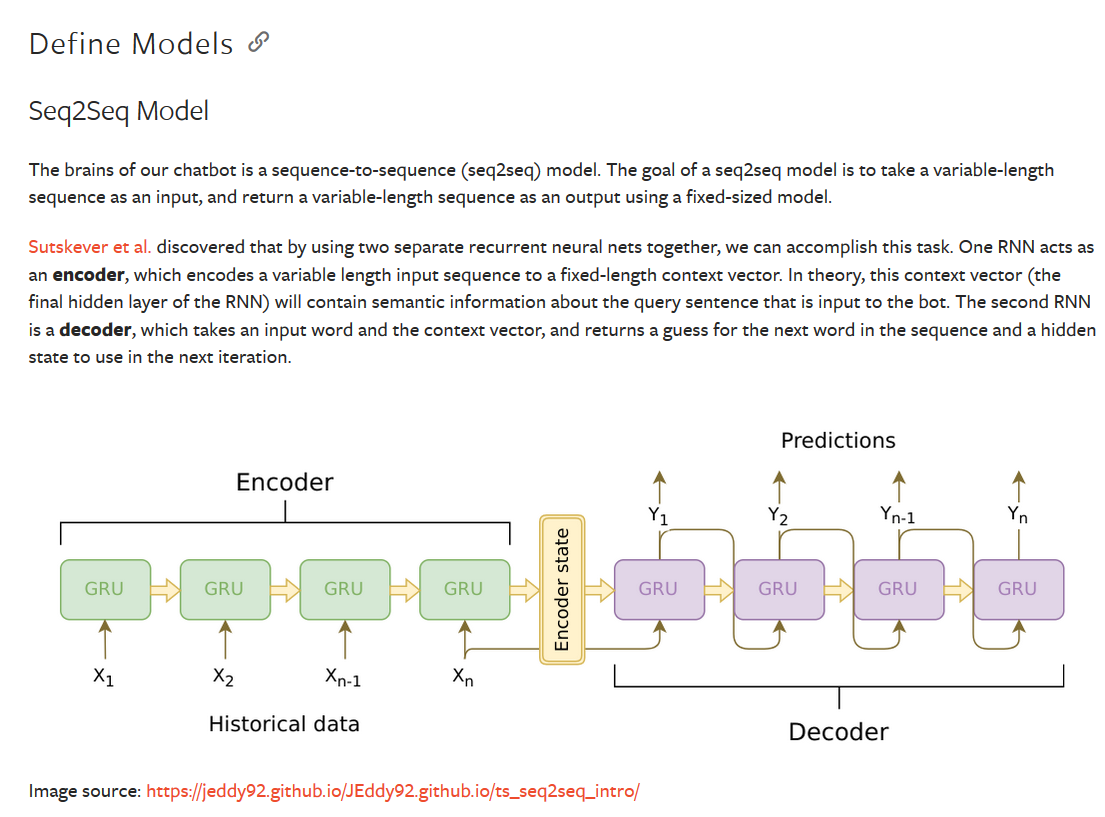 Define Models
Seq2Seq Model
The brains of our chatbot is a sequence-to-sequence (seq2seq) model. The goal of a seq2seq model is to take a variable-length
sequence as an input, and return a variable-length sequence as an output using a fixed-sized model.
Sutskever et al. discovered that by using two separate recurrent neural nets together, we can accomplish this task. One RNN acts as
an encoder, which encodes a variable length input sequence to a fixed-length context vector. In theory, this context vector (the
final hidden layer of the RNN) will contain semantic information about the query sentence that is input to the bot. The second RNN
is a decoder, which takes an input word and the context vector, and returns a guess for the next word in the sequence and a hidden
state to use in the next iteration.
Predictions
Encoder
Y1 Y2 Yn-1 Yn
GRU GRU GRU GRU Encoder state GRU GRU GRU GRU
X1 X2 Xn-1 Xn
Historical data
Decoder
Image source: https://jeddy92.github.io/JEddy92.github.io/ts_seq2seq_intro/